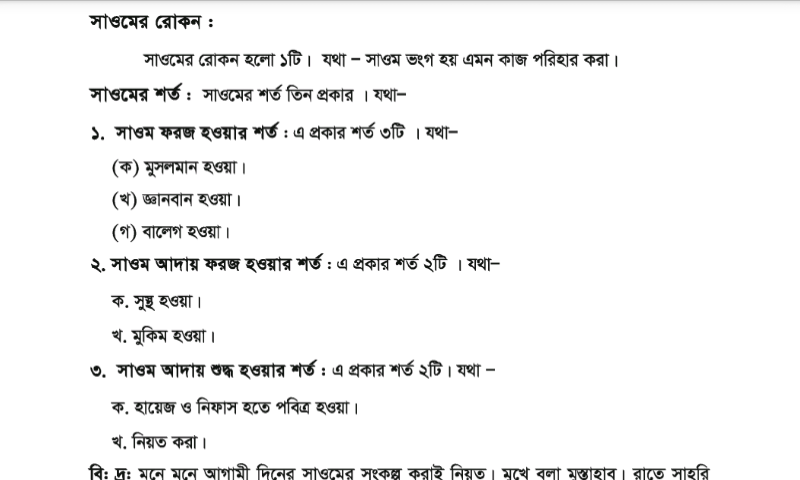 সাওমের রোকন :
সাওমের রোকন হলো ১টি। যথা – সাওম ভংগ হয় এমন কাজ পরিহার করা।
সাওমের শর্ত : সাওমের শর্ত তিন প্রকার । যথা–
১. সাওম ফরজ হওয়ার শর্ত : এ প্রকার শর্ত ৩টি । যথা–
(ক) মুসলমান হওয়া।
(খ) জ্ঞানবান হওয়া।
(গ) বালেগ হওয়া।
২. সাওম আদায় ফরজ হওয়ার শর্ত : এ প্রকার শর্ত ২টি । যথা–
ক. সুস্থ হওয়া।
খ. মুকিম হওয়া।
৩. সাওম আদায় শুদ্ধ হওয়ার শর্ত : এ প্রকার শর্ত ২টি। যথা –
ক. হায়েজ ও নিফাস হতে পবিত্র হওয়া।
খ. নিয়ত করা।
বি: দ্র: মনে মনে আগামী দিনের সাওমের সংকল্প করাই নিয়ত। মুখে বলা মুস্তাহাব। রাতে সাহরি